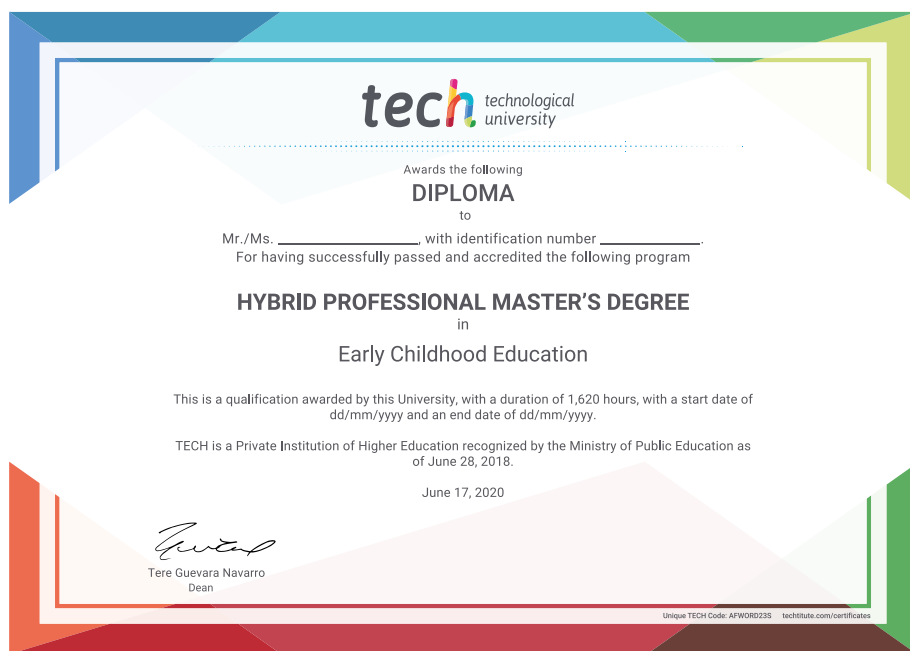 tech technological
university
Awards the following
DIPLOMA
to
Mr./Ms. ____________________, with identification number ______________.
For having successfully passed and accredited the following program
HYBRID PROFESSIONAL MASTER’S DEGREE
in
Early Childhood Education
This is a qualification awarded by this University, with a duration of 1,620 hours, with a start date of
dd/mm/yyyy and an end date of dd/mm/yyyy.
TECH is a Private Institution of Higher Education recognized by the Ministry of Public Education as
of June 28, 2018.
June 17, 2020
Tere Guevara Navarro
Dean
Unique TECH Code: AFWORD23S techtitute.com/certificates